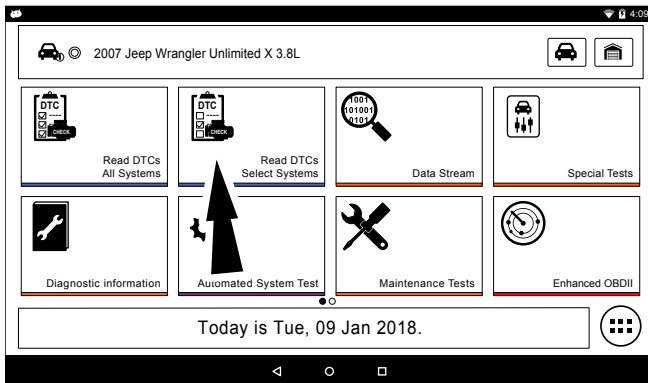 4:09
2007 Jeep Wrangler Unlimited X 3.8L
DTC
CHECK
Read DTCs
All Systems
DTC
CHECK
Read DTCs
Select Systems
1001
101001
0101
Data Stream
Special Tests
Diagnostic information
Automated System Test
Maintenance Tests
Enhanced OBDII
Today is Tue, 09 Jan 2018.